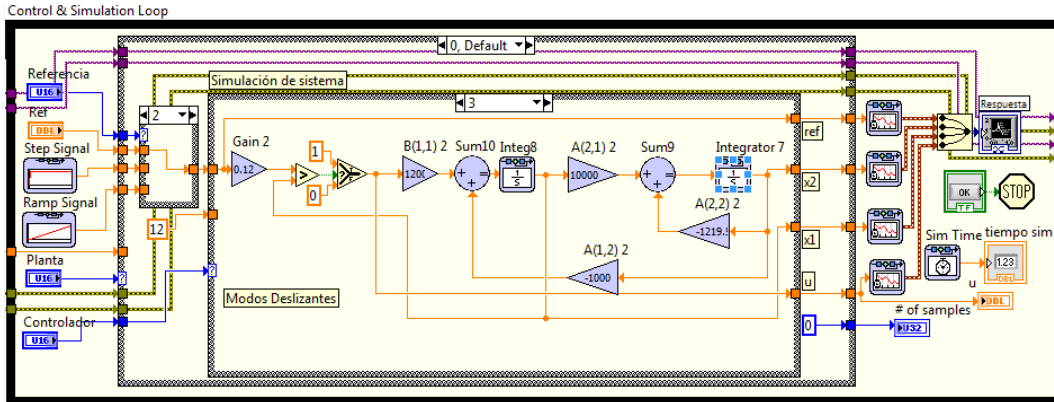 Control & Simulation Loop
0, Default
Referencia
U16
Simulación de sistema
2
3
Respuesta
Ref
DBL
ref
Step Signal
Gain 2
0.12
1
0
B(1,1) 2
Sum10
Integ8
1
s
A(2,1) 2
10000
Sum9
Integrator 7
x2
OK
TF
STOP
A(2,2) 2
-1219.5
Ramp Signal
12
x1
Sim Time
tiempo sim
1.23
DBL
Planta
U16
A(1,2) 2
-1000
u
u
DBL
Modos Deslizantes
Controlador
U16
0
# of samples
U32